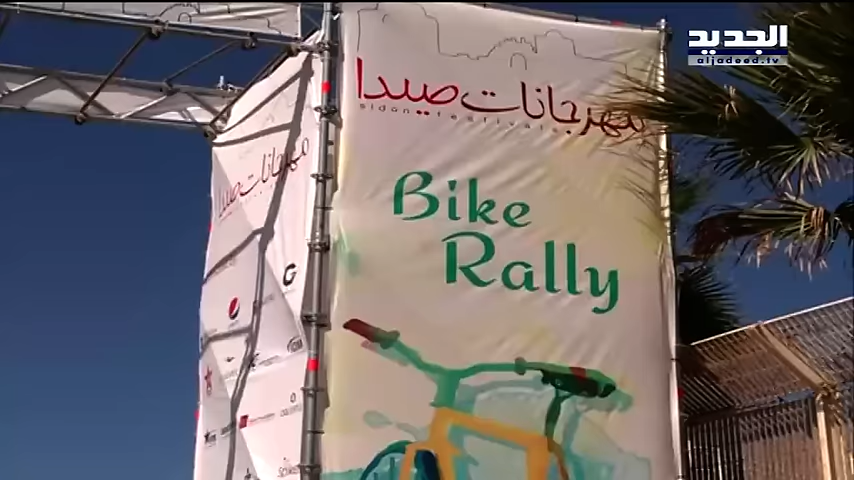 الجديد
aljadeed.tv
مهرجانات صيدا
sidon festivals
Bike
Rally
مهرجانات صيدا